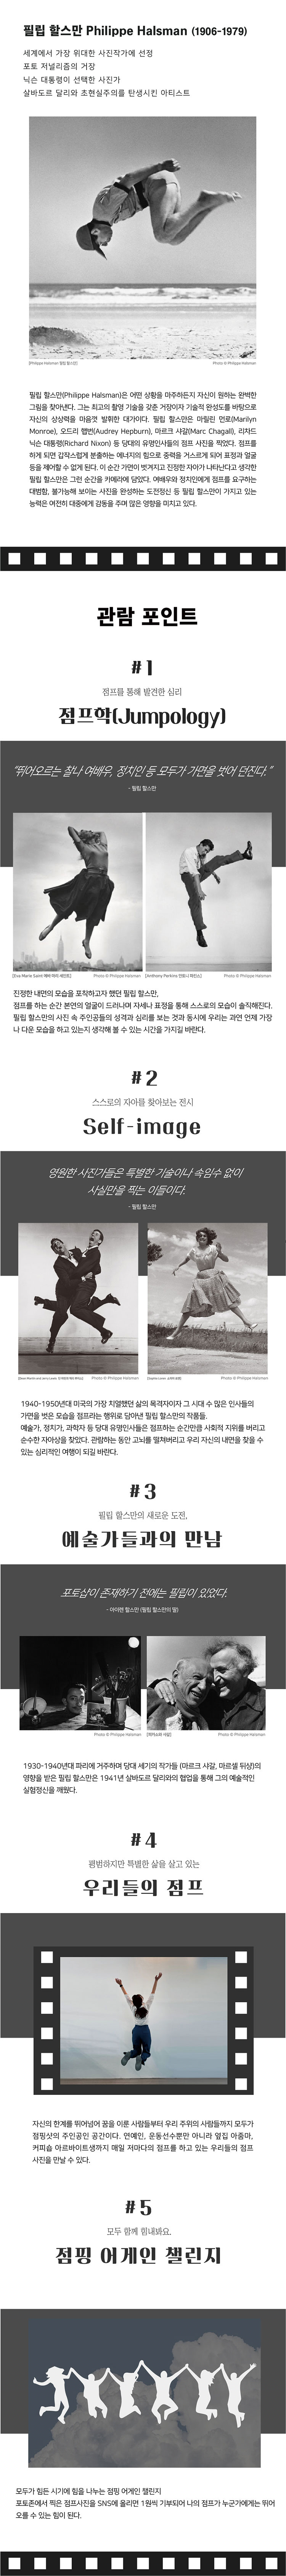 필립 할스만 Philippe Halsman (1906-1979)
세계에서 가장 위대한 사진작가에 선정
포토 저널리즘의 거장
닉슨 대통령이 선택한 사진가
살바도르 달리와 초현실주의를 탄생시킨 아티스트
[Philippe Halsman 필립 할스만]
Photo © Philippe Halsman
필립 할스만(Philippe Halsman)은 어떤 상황을 마주하든지 자신이 원하는 완벽한
그림을 찾아낸다. 그는 최고의 촬영 기술을 갖춘 거장이자 기술적 완성도를 바탕으로
자신의 상상력을 마음껏 발휘한 대가이다. 필립 할스만은 마릴린 먼로(Marilyn
Monroe), 오드리 햅번(Audrey Hepburn), 마르크 샤갈(Marc Chagall), 리차드
닉슨 대통령(Richard Nixon) 등 당대의 유명인사들의 점프 사진을 찍었다. 점프를
하게 되면 갑작스럽게 분출하는 에너지의 힘으로 중력을 거스르게 되어 표정과 얼굴
등을 제어할 수 없게 된다. 이 순간 가면이 벗겨지고 진정한 자아가 나타난다고 생각한
필립 할스만은 그런 순간을 카메라에 담았다. 여배우와 정치인에게 점프를 요구하는
대범함, 불가능해 보이는 사진을 완성하는 도전정신 등 필립 할스만이 가지고 있는
능력은 여전히 대중에게 감동을 주며 많은 영향을 미치고 있다.
관람 포인트
#1
점프를 통해 발견한 심리
점프학(Jumpology)
“뛰어오르는 찰나 여배우, 정치인 등 모두가 가면을 벗어 던진다.”
- 필립 할스만
[Eva Marie Saint 에바 마리 세인트]
Photo © Philippe Halsman
[Anthony Perkins 안토니 퍼킨스]
Photo © Philippe Halsman
진정한 내면의 모습을 포착하고자 했던 필립 할스만,
점프를 하는 순간 본연의 얼굴이 드러나며 자세나 표정을 통해 스스로의 모습이 솔직해진다.
필립 할스만의 사진 속 주인공들의 성격과 심리를 보는 것과 동시에 우리는 과연 언제 가장
나 다운 모습을 하고 있는지 생각해 볼 수 있는 시간을 가지길 바란다.
#2
스스로의 자아를 찾아보는 전시
Self-image
영원한 사진가들은 특별한 기술이나 속임수 없이
사실만을 찍는 이들이다.
- 필립 할스만
Photo © Philippe Halsman
Photo © Philippe Halsman
1940-1950년대 미국의 가장 치열했던 삶의 목격자이자 그 시대 수 많은 인사들의
가면을 벗은 모습을 점프라는 행위로 담아낸 필립 할스만의 작품들.
예술가, 정치가, 과학자 등 당대 유명인사들은 점프하는 순간만큼 사회적 지위를 버리고
순수한 자아상을 찾았다. 관람하는 동안 고뇌를 떨쳐버리고 우리 자신의 내면을 찾을 수
있는 심리적인 여행이 되길 바란다.
#3
필립 할스만의 새로운 도전,
예술가들과의 만남
포토샵이 존재하기 전에는 필립이 있었다.
- 아이렌 할스만 (필립 할스만의 딸)
Photo © Philippe Halsman
[피카소와 샤갈]
Photo © Philippe Halsman
1930-1940년대 파리에 거주하며 당대 세기의 작가들 (마르크 샤갈, 마르셀 뒤샹)의
영향을 받은 필립 할스만은 1941년 살바도르 달리와의 협업을 통해 그의 예술적인
실험정신을 깨웠다.
#4
평범하지만 특별한 삶을 살고 있는
우리들의 점프
자신의 한계를 뛰어넘어 꿈을 이룬 사람들부터 우리 주위의 사람들까지 모두가
점핑샷의 주인공인 공간이다. 연예인, 운동선수뿐만 아니라 옆집 아줌마,
커피숍 아르바이트생까지 매일 저마다의 점프를 하고 있는 우리들의 점프
사진을 만날 수 있다.
#5
모두 함께 힘내봐요.
점핑 어게인 챌린지
모두가 힘든 시기에 힘을 나누는 점핑 어게인 챌린지
포토존에서 찍은 점프사진을 SNS에 올리면 1원씩 기부되어 나의 점프가 누군가에게는 뛰어
오를 수 있는 힘이 된다.